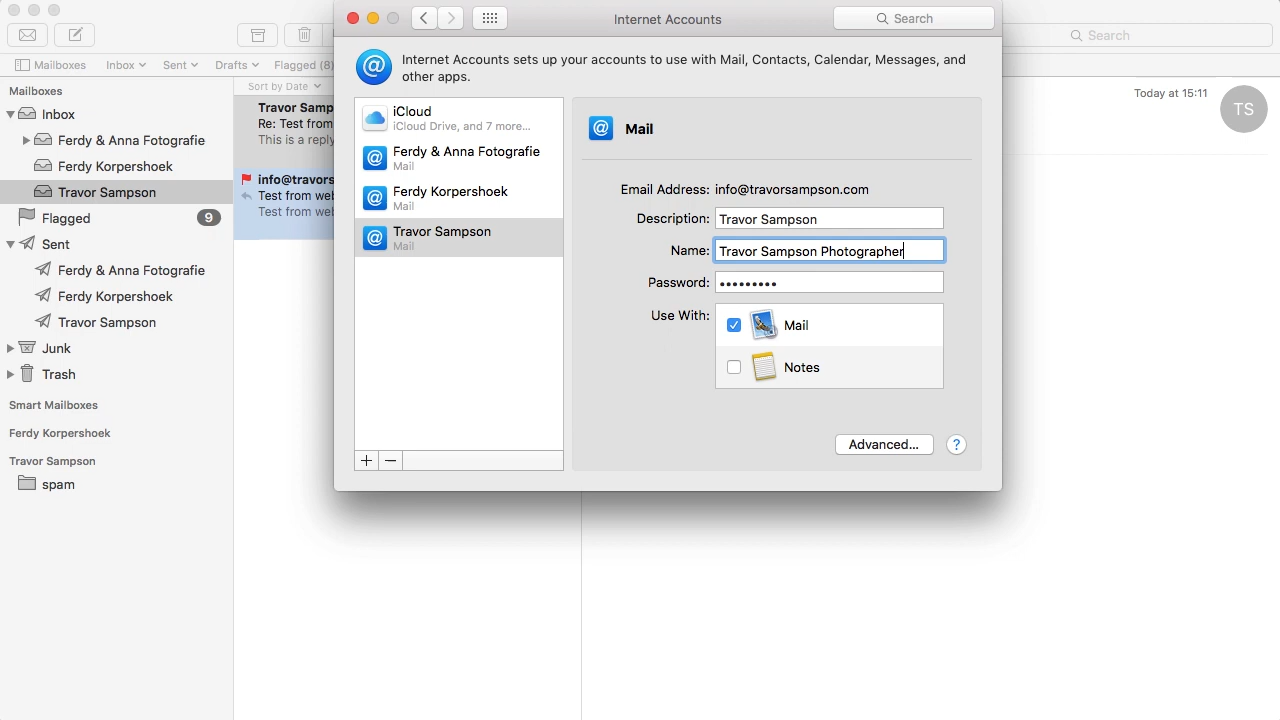 Internet Accounts
Search
Search
Mailboxes
Inbox
Sent
Drafts
Flagged (8)
Internet Accounts sets up your accounts to use with Mail, Contacts, Calendar, Messages, and
other apps.
Mailboxes
Inbox
Ferdy & Anna Fotografie
Ferdy Korpershoek
Travor Sampson
Flagged
9
Sent
Ferdy & Anna Fotografie
Ferdy Korpershoek
Travor Sampson
Junk
Trash
Smart Mailboxes
Ferdy Korpershoek
Travor Sampson
spam
Sort by Date
Travor Samp
Re: Test from
This is a reply
info@travors
Test from we
Test from we
iCloud
iCloud Drive, and 7 more...
Ferdy & Anna Fotografie
Mail
Ferdy Korpershoek
Mail
Travor Sampson
Mail
+
−
@ Mail
Email Address: info@travorsampson.com
Description: Travor Sampson
Name: Travor Sampson Photographer
Password: •••••••••
Use With:
Mail
Notes
Advanced...
?
Today at 15:11
TS